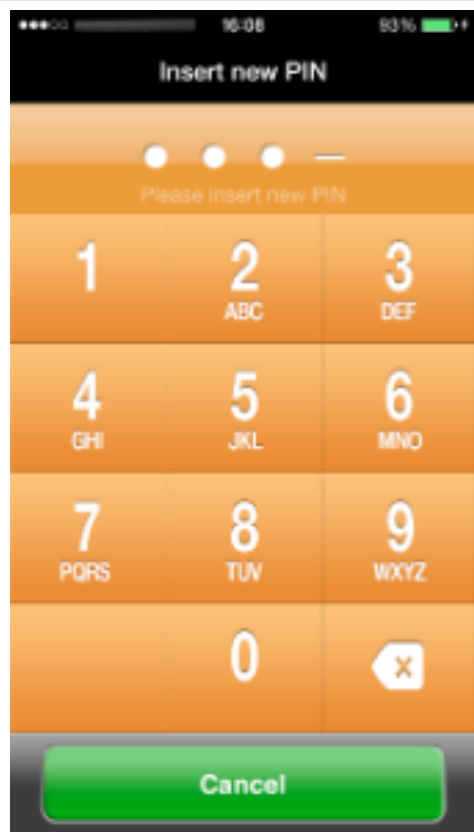 16:08 93%
Insert new PIN
Please insert new PIN
1 2 3
ABC DEF
4 5 6
GHI JKL MNO
7 8 9
PQRS TUV WXYZ
0
Cancel